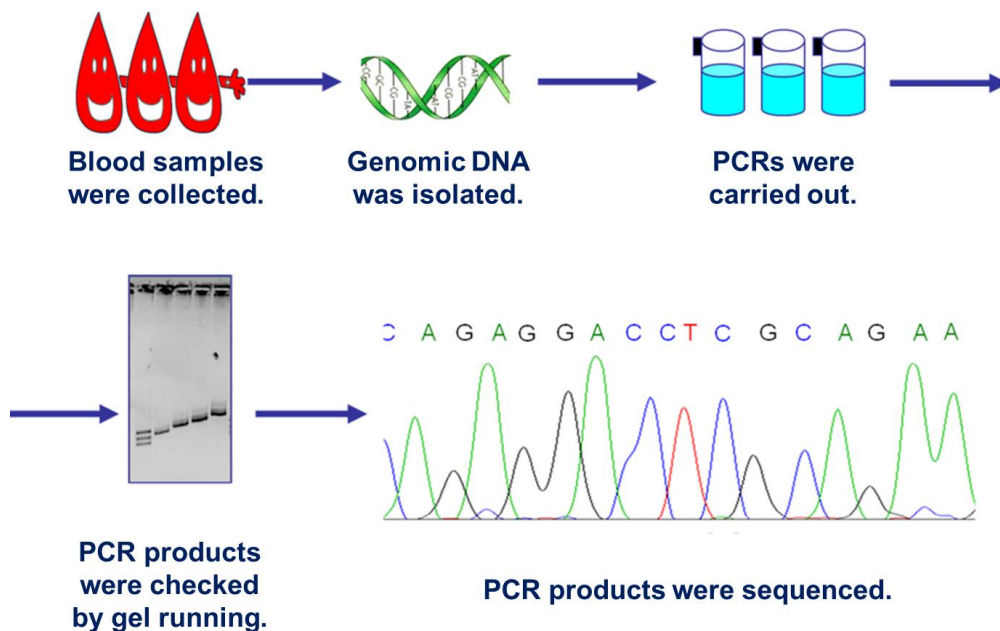 Blood samples
were collected.
Genomic DNA
was isolated.
PCRs were
carried out.
PCR products
were checked
by gel running.
C A G A G G A C C T C G C A G A A
PCR products were sequenced.